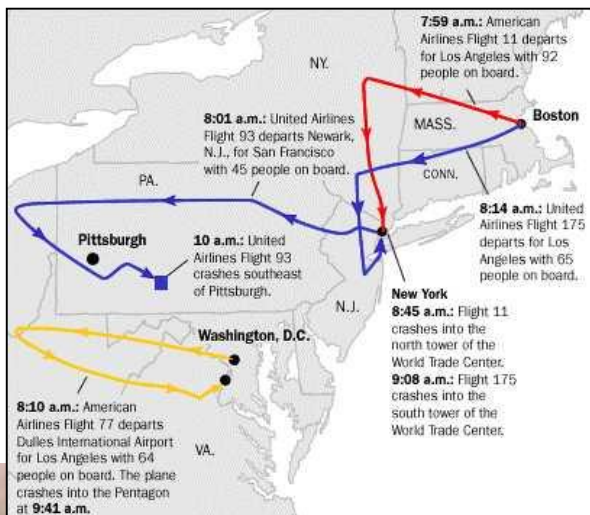 7:59 a.m.: American
Airlines Flight 11 departs
for Los Angeles with 92
people on board.
NY.
Boston
MASS.
8:01 a.m.: United Airlines
Flight 93 departs Newark,
N.J., for San Francisco
with 45 people on board.
CONN.
PA.
8:14 a.m.: United
Airlines Flight 175
departs for Los
Angeles with 65
people on board.
Pittsburgh
10 a.m.: United
Airlines Flight 93
crashes southeast
of Pittsburgh.
N.J.
New York
8:45 a.m.: Flight 11
crashes into the
north tower of the
World Trade Center.
9:08 a.m.: Flight 175
crashes into the
south tower of the
World Trade Center.
Washington, D.C.
8:10 a.m.: American
Airlines Flight 77 departs
Dulles International Airport
for Los Angeles with 64
people on board. The plane
crashes into the Pentagon
at 9:41 a.m.
VA.